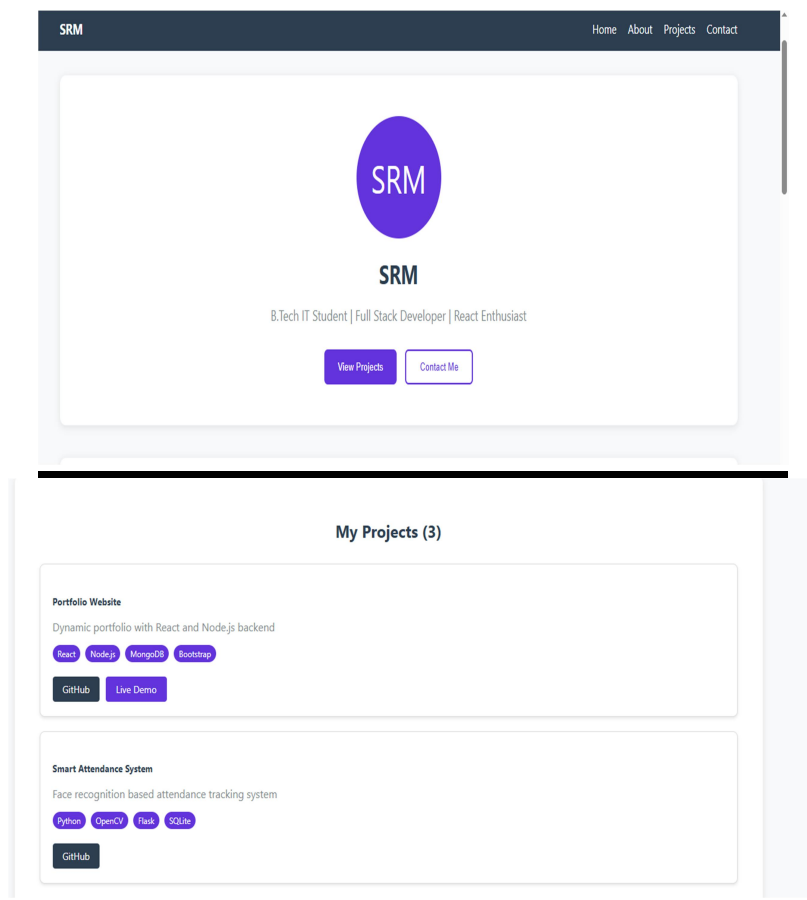 SRM Home About Projects Contact
SRM
SRM
B.Tech IT Student | Full Stack Developer | React Enthusiast
View Projects Contact Me
My Projects (3)
Portfolio Website
Dynamic portfolio with React and Node.js backend
React Node.js MongoDB Bootstrap
GitHub Live Demo
Smart Attendance System
Face recognition based attendance tracking system
Python OpenCV Flask SQLite
GitHub